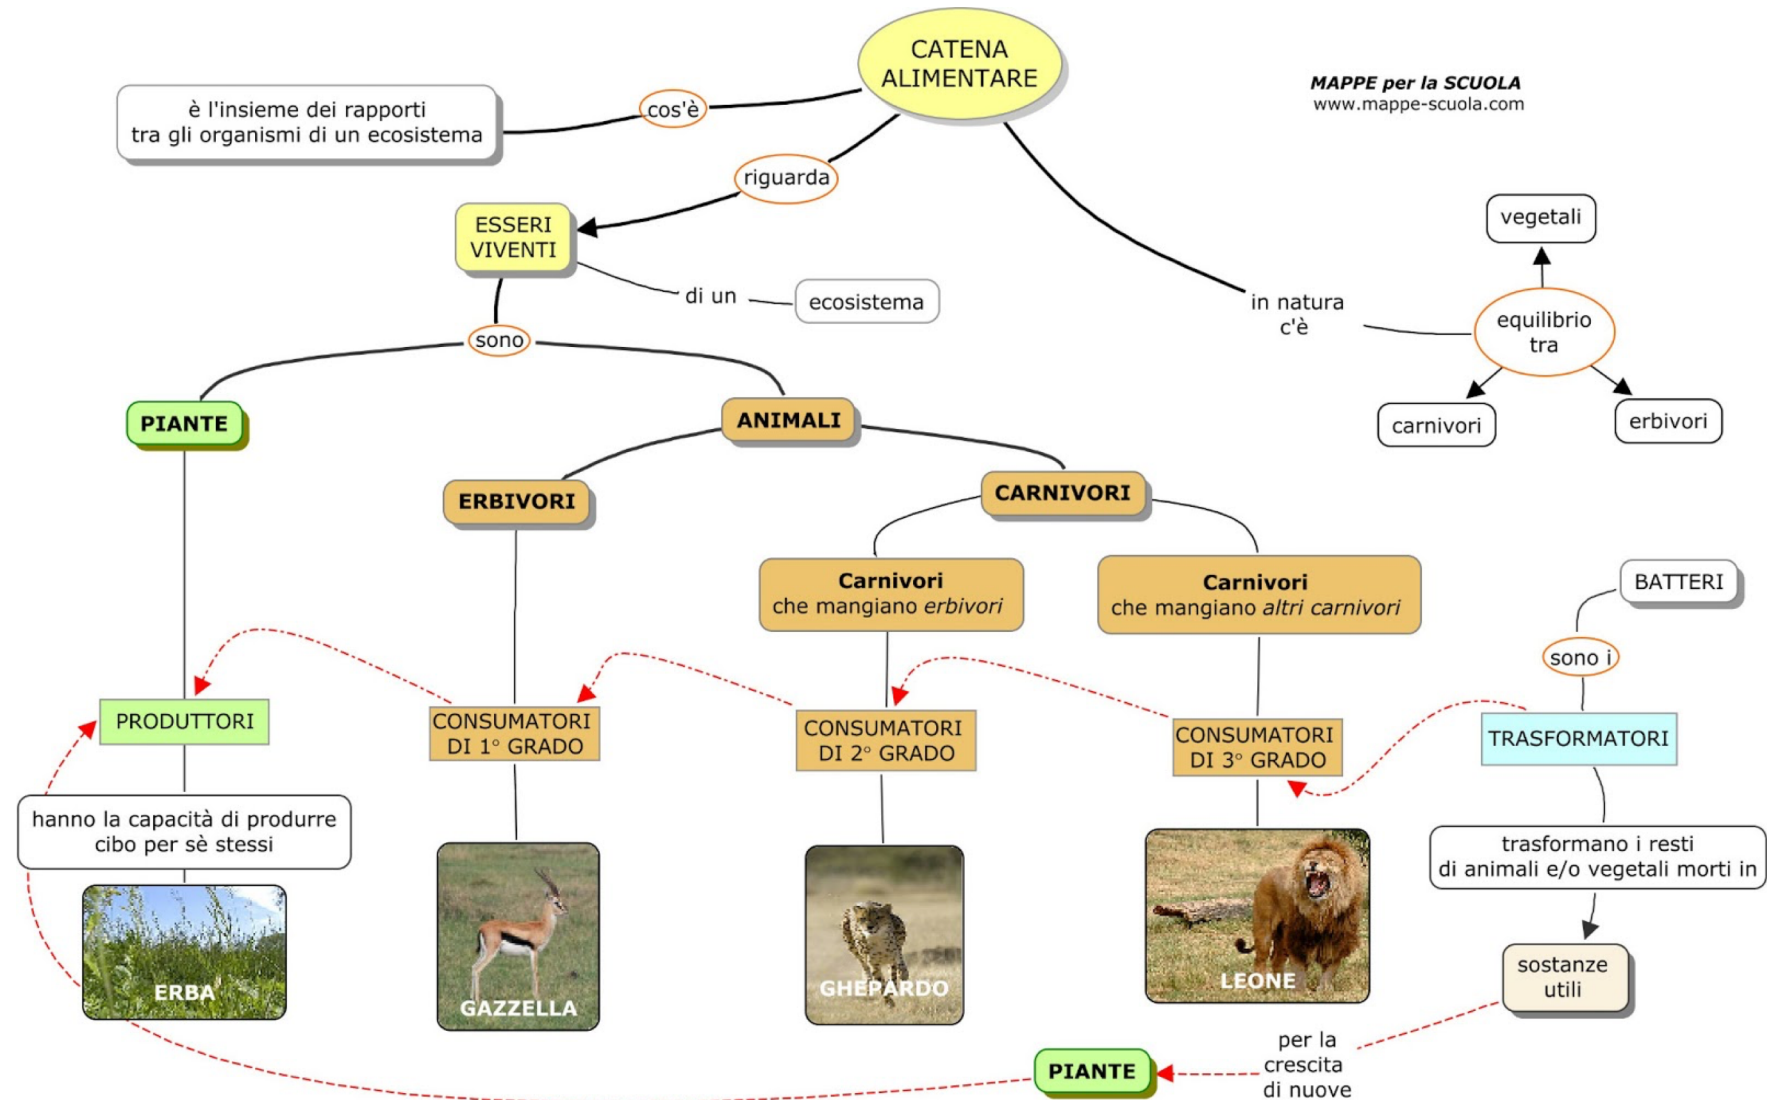 CATENA
ALIMENTARE
MAPPE per la SCUOLA
www.mappe-scuola.com
è l'insieme dei rapporti
tra gli organismi di un ecosistema
cos'è
riguarda
ESSERI
VIVENTI
di un
ecosistema
in natura
c'è
vegetali
equilibrio
tra
carnivori
erbivori
sono
PIANTE
ANIMALI
ERBIVORI
CARNIVORI
Carnivori
che mangiano erbivori
Carnivori
che mangiano altri carnivori
BATTERI
sono i
PRODUTTORI
CONSUMATORI
DI 1° GRADO
CONSUMATORI
DI 2° GRADO
CONSUMATORI
DI 3° GRADO
TRASFORMATORI
hanno la capacità di produrre
cibo per sè stessi
trasformano i resti
di animali e/o vegetali morti in
ERBA
GAZZELLA
GHEPARDO
LEONE
sostanze
utili
per la
crescita
di nuove
PIANTE